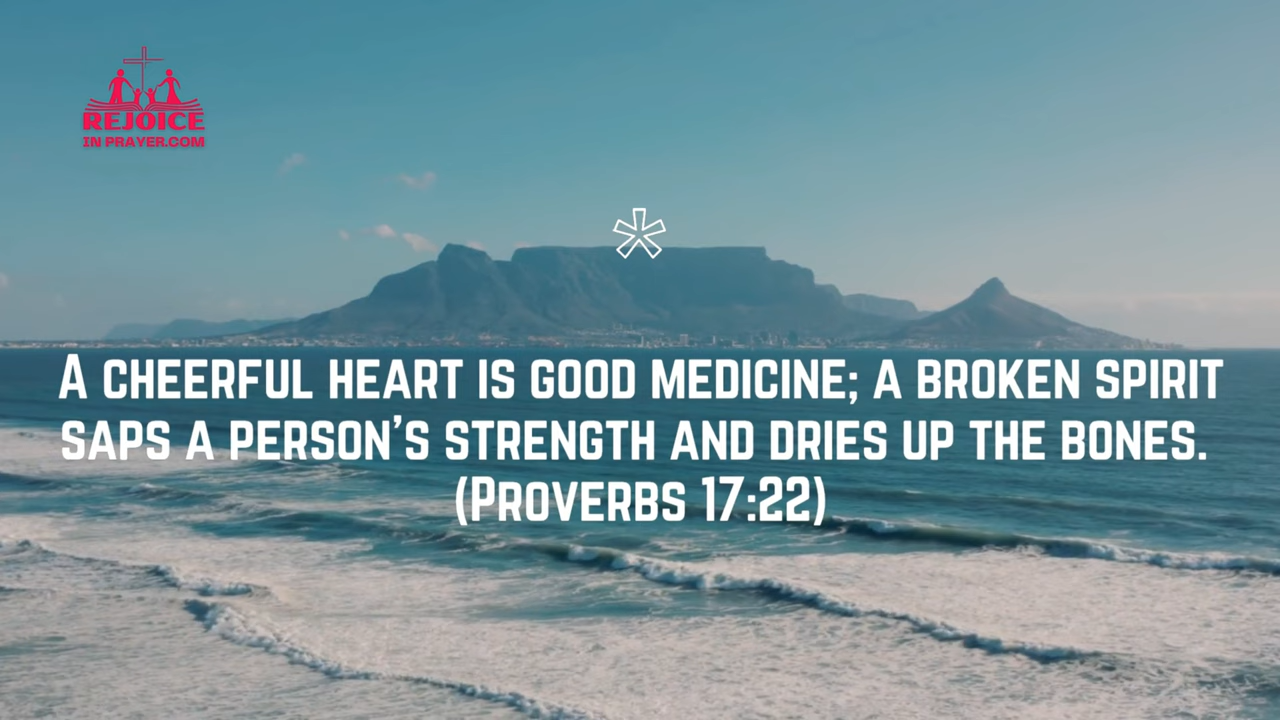 REJOICE
IN PRAYER.COM
A CHEERFUL HEART IS GOOD MEDICINE; A BROKEN SPIRIT
SAPS A PERSON'S STRENGTH AND DRIES UP THE BONES.
(PROVERBS 17:22)